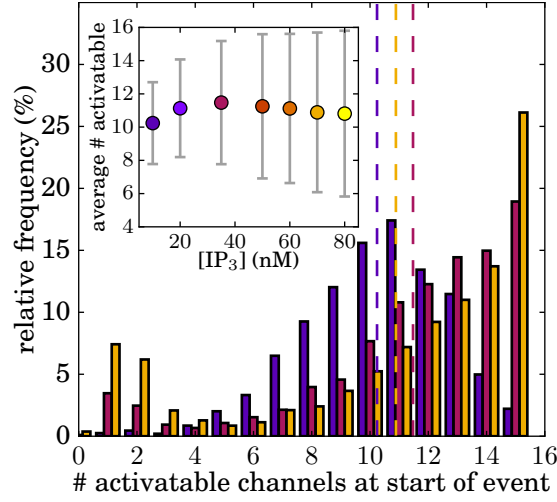 relative frequency (%)
30
25
20
15
10
5
0
0 2 4 6 8 10 12 14 16
# activatable channels at start of event
average # activatable
16
14
12
10
8
6
4
20 40 60 80
[IP₃] (nM)